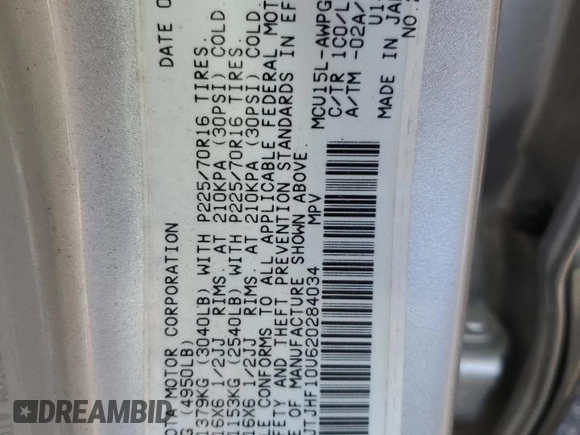 DATE O
OTA MOTOR CORPORATION
G (4950LB)
1379KG (3040LB) WITH P225/70R16 TIRES.
16X6 1/2JJ RIMS. AT 210KPA (30PSI) COLD.
1153KG (2540LB) WITH P225/70R16 TIRES.
16X6 1/2JJ RIMS. AT 210KPA (30PSI) COLD.
LE CONFORMS TO ALL APPLICABLE FEDERAL MOT
FETY AND THEFT PREVENTION STANDARDS IN EF
E OF MANUFACTURE SHOWN ABOVE.
JTJHF10U620284034 MPV
MCU15L-AWPG
C/TR 1C0/L
A/TM -02A/
U1
MADE IN JA
NO
DREAMBID